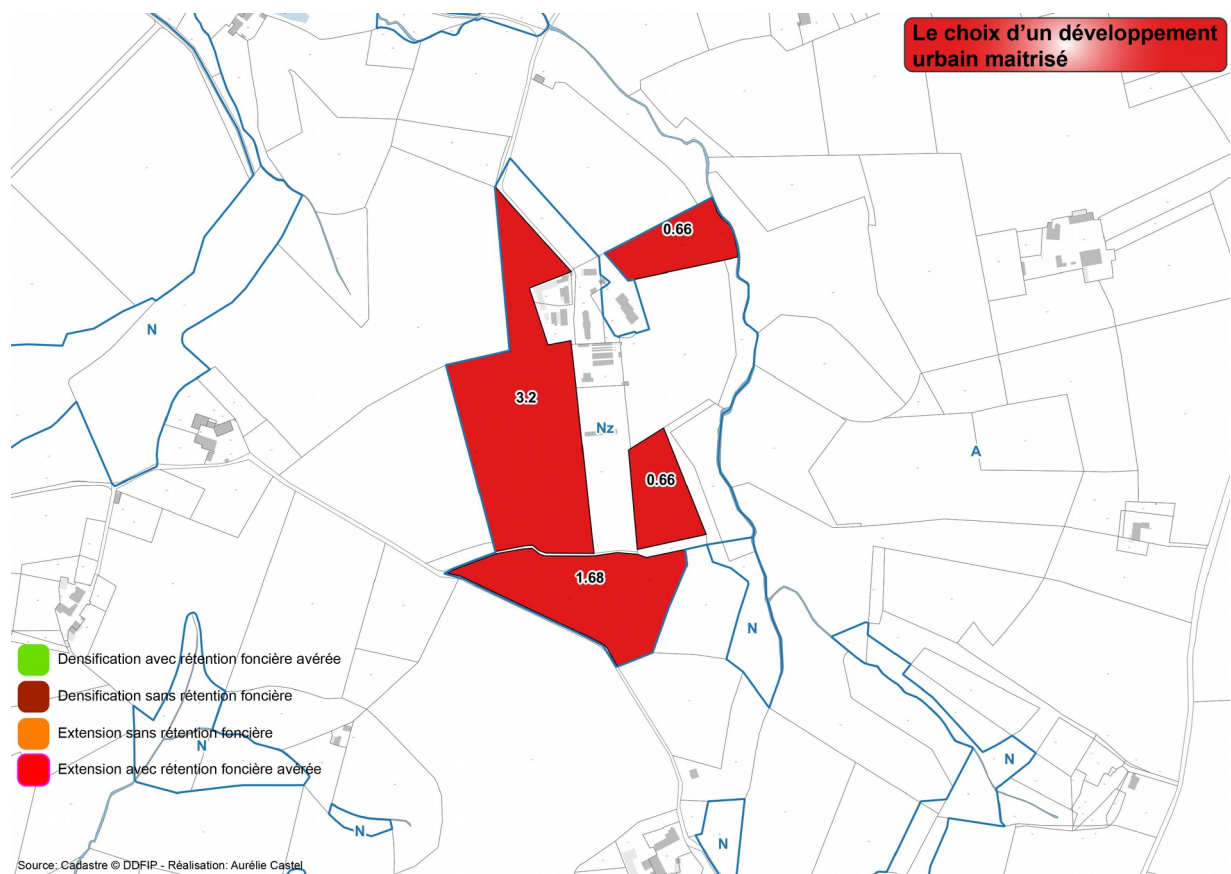 Le choix d'un développement
urbain maitrisé
0.66
N
3.2
Nz
A
0.66
1.68
N
Densification avec rétention foncière avérée
Densification sans rétention foncière
Extension sans rétention foncière
N
N
Extension avec rétention foncière avérée
N
N
Source: Cadastre © DDFIP - Réalisation: Aurélie Castel